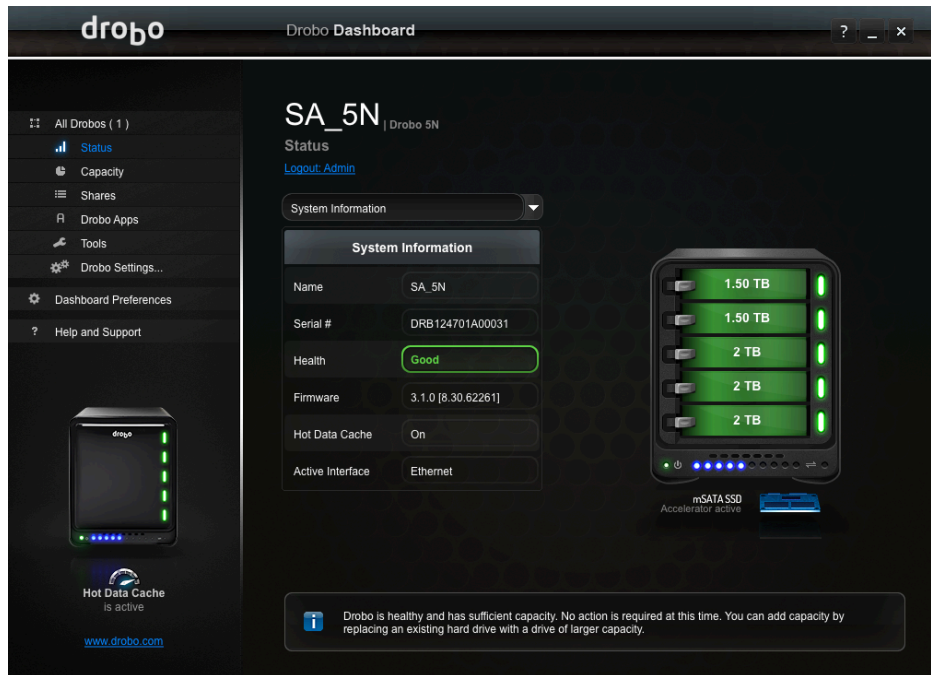 drobo
Drobo Dashboard
? _ ×
All Drobos ( 1 )
Status
Capacity
Shares
Drobo Apps
Tools
Drobo Settings...
Dashboard Preferences
? Help and Support
drobo
Hot Data Cache
is active
www.drobo.com
SA_5N | Drobo 5N
Status
Logout: Admin
System Information
System Information
Name SA_5N
Serial # DRB124701A00031
Health Good
Firmware 3.1.0 [8.30.62261]
Hot Data Cache On
Active Interface Ethernet
1.50 TB
1.50 TB
2 TB
2 TB
2 TB
mSATA SSD
Accelerator active
Drobo is healthy and has sufficient capacity. No action is required at this time. You can add capacity by
replacing an existing hard drive with a drive of larger capacity.